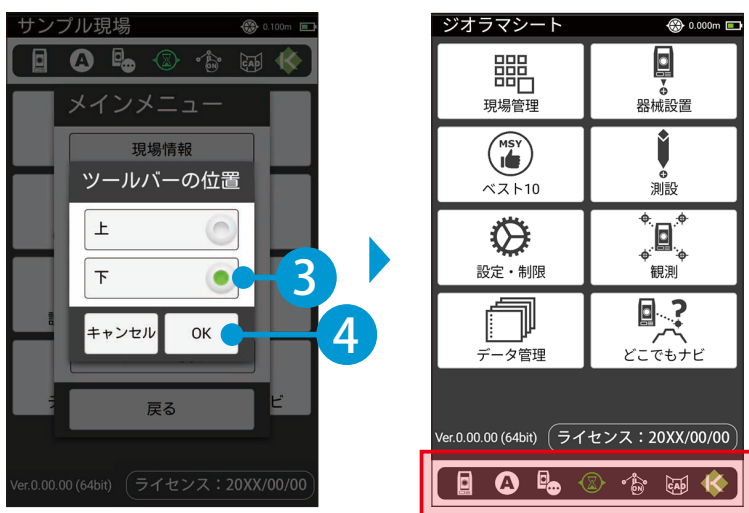 サンプル現場
0.100m
A
ON
CAD
メインメニュー
現場情報
ツールバーの位置
上
下
キャンセル
OK
戻る
ビ
Ver.0.00.00 (64bit)
ライセンス：20XX/00/00
3
4
ジオラマシート
0.000m
現場管理
器械設置
MSY
ベスト10
測設
設定・制限
観測
データ管理
?
どこでもナビ
Ver.0.00.00 (64bit)
ライセンス：20XX/00/00
A
ON
CAD